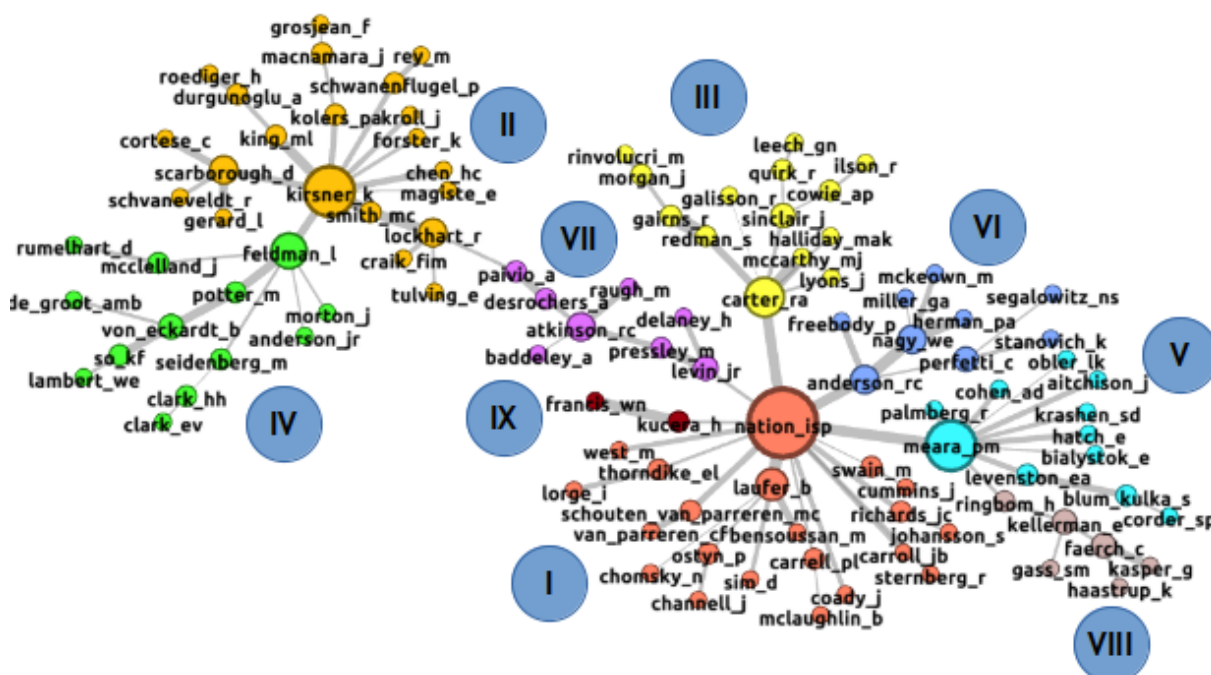 grosjean_f
macnamara_j
rey_m
roediger_h
durgunoglu_a
schwanenflugel_p
kolers_pa
kroll_j
cortese_c
king_ml
forster_k
scarborough_d
chen_hc
kirsner_k
magiste_e
schvaneveldt_r
gerard_l
smith_mc
lockhart_r
craik_fim
tulving_e
II
rumelhart_d
feldman_l
mcclelland_j
de_groot_amb
potter_m
von_eckardt_b
morton_j
anderson_jr
so_kf
seidenberg_m
lambert_we
clark_hh
clark_ev
IV
III
leech_gn
rinvolucri_m
quirk_r
ilson_r
morgan_j
galisson_r
cowie_ap
gairns_r
sinclair_j
redman_s
halliday_mak
mccarthy_mj
lyons_j
carter_ra
VII
paivio_a
desrochers_a
raugh_m
atkinson_rc
delaney_h
baddeley_a
pressley_m
levin_jr
VI
mckeown_m
segalowitz_ns
miller_ga
freebody_p
herman_pa
nagy_we
stanovich_k
perfetti_c
anderson_rc
V
obler_lk
cohen_ad
aitchison_j
palmberg_r
krashen_sd
meara_pm
hatch_e
bialystok_e
levenston_ea
blum_kulka_s
corder_sp
IX
francis_wn
kucera_h
nation_isp
west_m
thorndike_el
swain_m
lorge_i
laufer_b
cummins_j
schouten_van_parreren_mc
richards_jc
van_parreren_cf
bensoussan_m
johansson_s
ostyn_p
carrell_pl
carroll_jb
chomsky_n
sim_d
sternberg_r
channell_j
coady_j
mclaughlin_b
I
ringbom_h
kellerman_e
faerch_c
gass_sm
kasper_g
haastrup_k
VIII